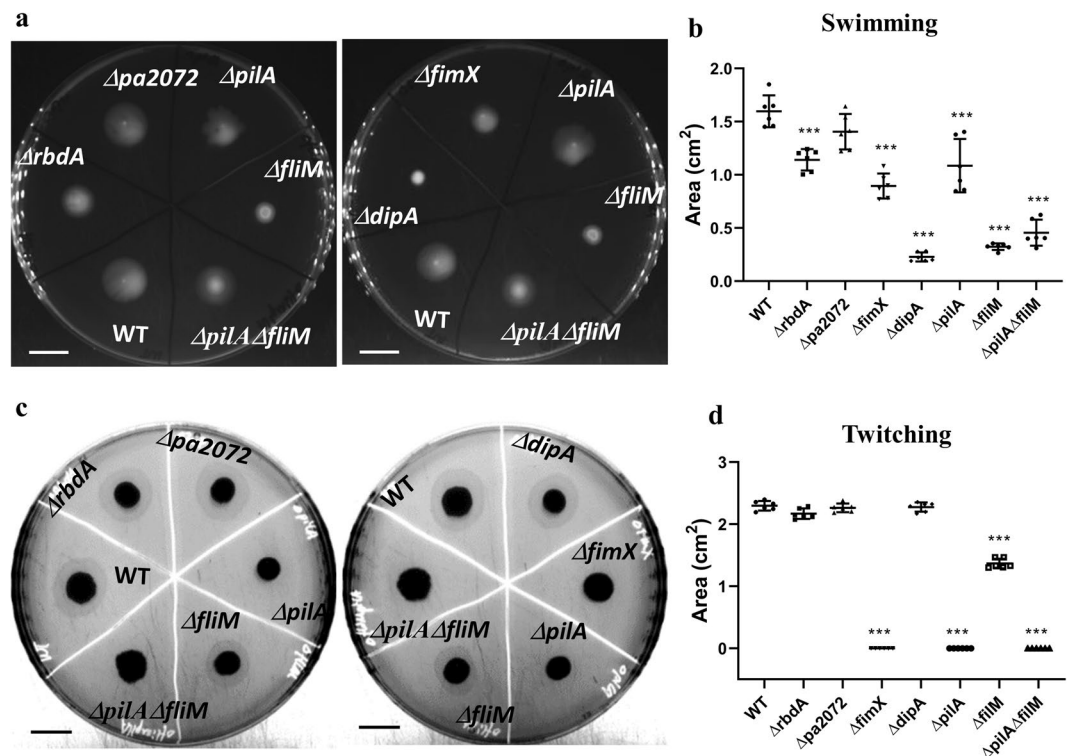 a
Δpa2072
ΔpilA
ΔrbdA
ΔfliM
WT
ΔpilAΔfliM
ΔfimX
ΔpilA
ΔfliM
ΔdipA
WT
ΔpilAΔfliM
b
Swimming
Area (cm2)
2.0
1.5
1.0
0.5
0.0
***
***
***
***
***
***
WT
ΔrbdA
Δpa2072
ΔfimX
ΔdipA
ΔpilA
ΔfliM
ΔpilAΔfliM
c
Δpa2072
ΔrbdA
WT
ΔpilA
ΔfliM
ΔpilAΔfliM
ΔdipA
WT
ΔfimX
ΔpilAΔfliM
ΔpilA
ΔfliM
d
Twitching
Area (cm2)
3
2
1
0
***
***
***
***
WT
ΔrbdA
Δpa2072
ΔfimX
ΔdipA
ΔpilA
ΔfilM
ΔpilAΔfliM